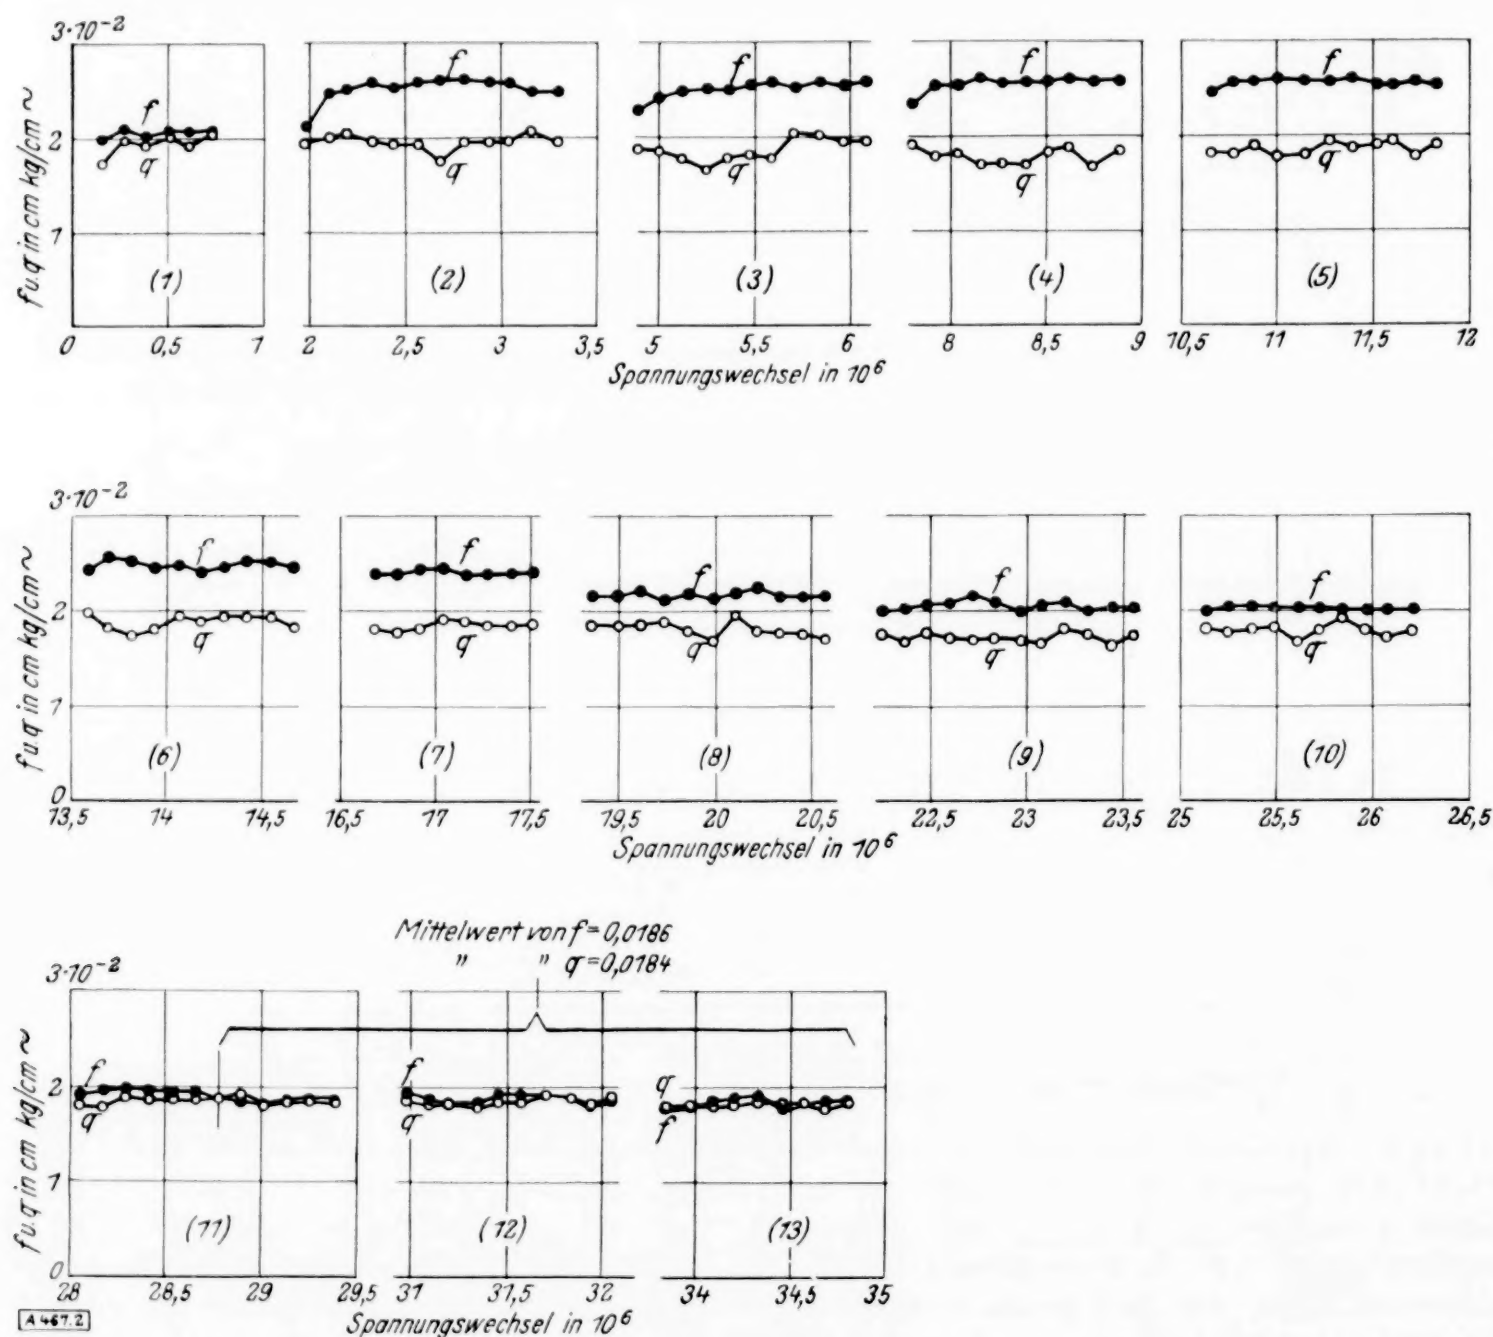 3·10⁻²
f u. q in cm kg/cm ~
2
1
0
f
q
(1)
0 0,5 1
f
q
(2)
2 2,5 3 3,5
f
q
(3)
5 5,5 6
f
q
(4)
8 8,5 9
f
q
(5)
10,5 11 11,5 12
Spannungswechsel in 10⁶
3·10⁻²
f u. q in cm kg/cm ~
2
1
0
f
q
(6)
13,5 14 14,5
f
q
(7)
16,5 17 17,5
f
q
(8)
19,5 20 20,5
f
q
(9)
22,5 23 23,5
f
q
(10)
25 25,5 26 26,5
Spannungswechsel in 10⁶
Mittelwert von f = 0,0186
" " q = 0,0184
3·10⁻²
f u. q in cm kg/cm ~
2
1
0
f
q
(11)
28 28,5 29 29,5
f
q
(12)
31 31,5 32
q
f
(13)
34 34,5 35
Spannungswechsel in 10⁶
A 467.2